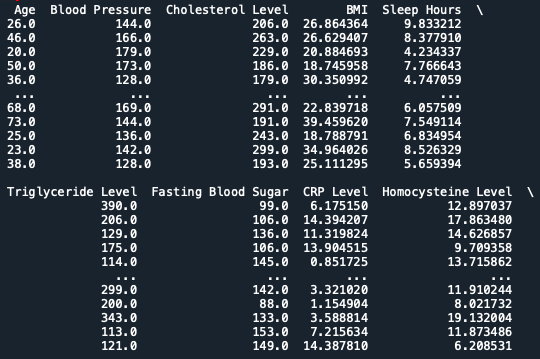 Age  Blood Pressure  Cholesterol Level        BMI  Sleep Hours  \
26.0           144.0              206.0  26.864364     9.833212
46.0           166.0              263.0  26.629407     8.377910
20.0           179.0              229.0  20.884693     4.234337
50.0           173.0              186.0  18.745958     7.766643
36.0           128.0              179.0  30.350992     4.747059
...             ...                ...        ...          ...
68.0           169.0              291.0  22.839718     6.057509
73.0           144.0              191.0  39.459620     7.549114
25.0           136.0              243.0  18.788791     6.834954
23.0           142.0              299.0  34.964026     8.526329
38.0           128.0              193.0  25.111295     5.659394
Triglyceride Level  Fasting Blood Sugar  CRP Level  Homocysteine Level  \
390.0                 99.0   6.175150           12.897037
206.0                106.0  14.394207           17.863480
129.0                136.0  11.319824           14.626857
175.0                106.0  13.904515            9.709358
114.0                145.0   0.851725           13.715862
...                  ...        ...                 ...
299.0                142.0   3.321020           11.910244
200.0                 88.0   1.154904            8.021732
343.0                133.0   3.588814           19.132004
113.0                153.0   7.215634           11.873486
121.0                149.0  14.387810            6.208531